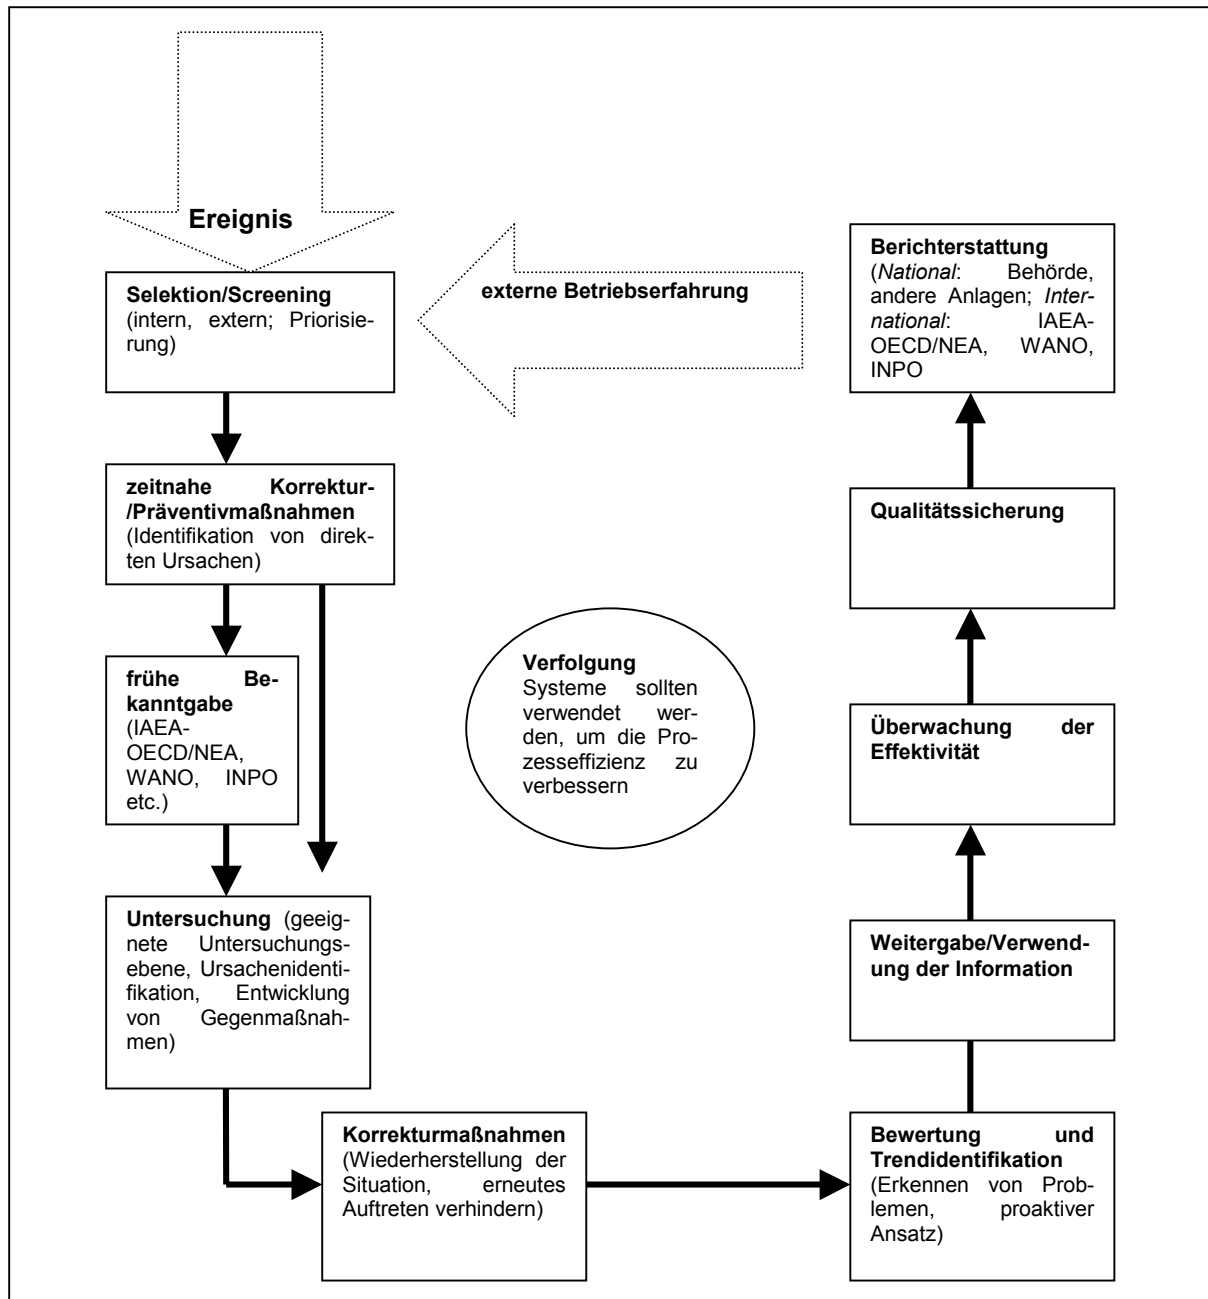 Ereignis
Selektion/Screening
(intern, extern; Priorisie-
rung)
externe Betriebserfahrung
zeitnahe Korrektur-
/Präventivmaßnahmen
(Identifikation von direk-
ten Ursachen)
frühe Be-
kanntgabe
(IAEA-
OECD/NEA,
WANO, INPO
etc.)
Untersuchung (geeig-
nete Untersuchungs-
ebene, Ursachenidenti-
fikation, Entwicklung
von Gegenmaßnah-
men)
Korrekturmaßnahmen
(Wiederherstellung der
Situation, erneutes
Auftreten verhindern)
Verfolgung
Systeme sollten
verwendet wer-
den, um die Pro-
zesseffizienz zu
verbessern
Bewertung und
Trendidentifikation
(Erkennen von Prob-
lemen, proaktiver
Ansatz)
Weitergabe/Verwend-
ung der Information
Überwachung der
Effektivität
Qualitätssicherung
Berichterstattung
(National: Behörde,
andere Anlagen; Inter-
national: IAEA-
OECD/NEA, WANO,
INPO